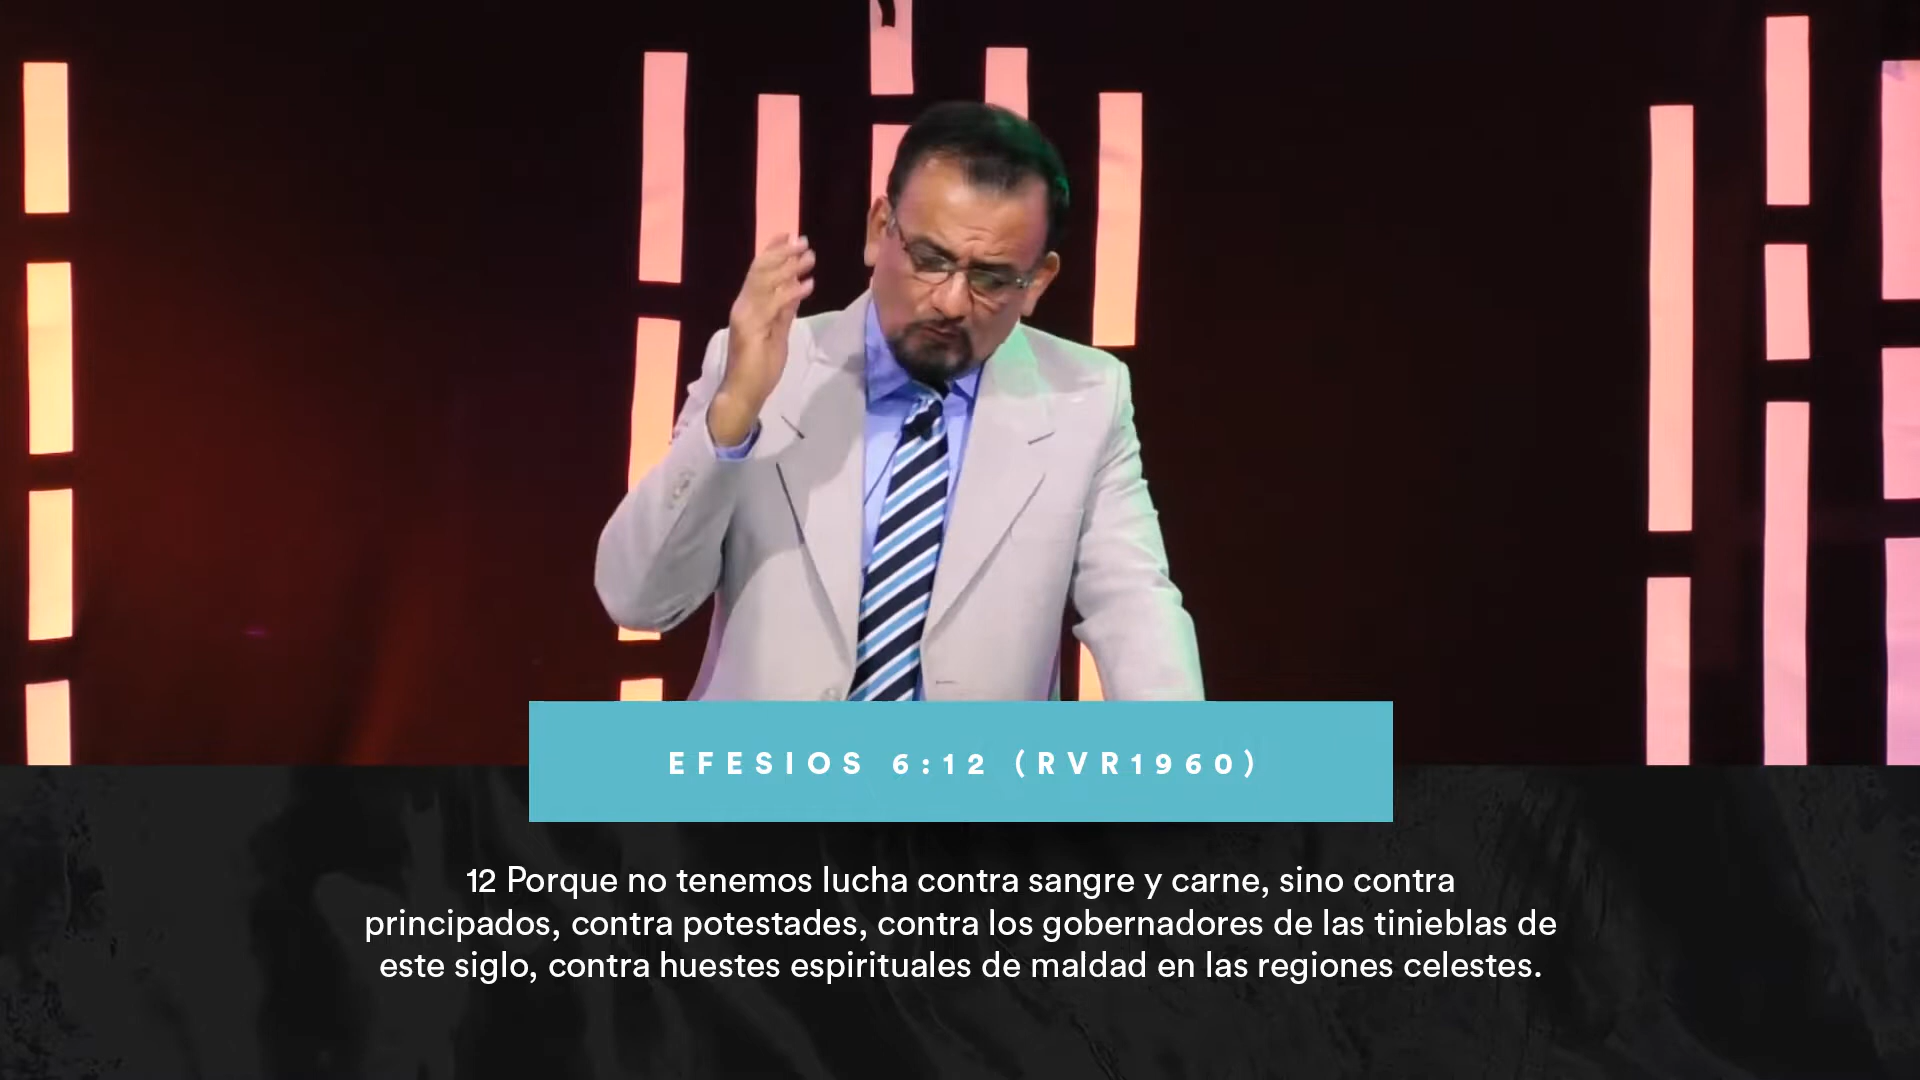 EFESIOS 6:12 (RVR1960)
12 Porque no tenemos lucha contra sangre y carne, sino contra
principados, contra potestades, contra los gobernadores de las tinieblas de
este siglo, contra huestes espirituales de maldad en las regiones celestes.